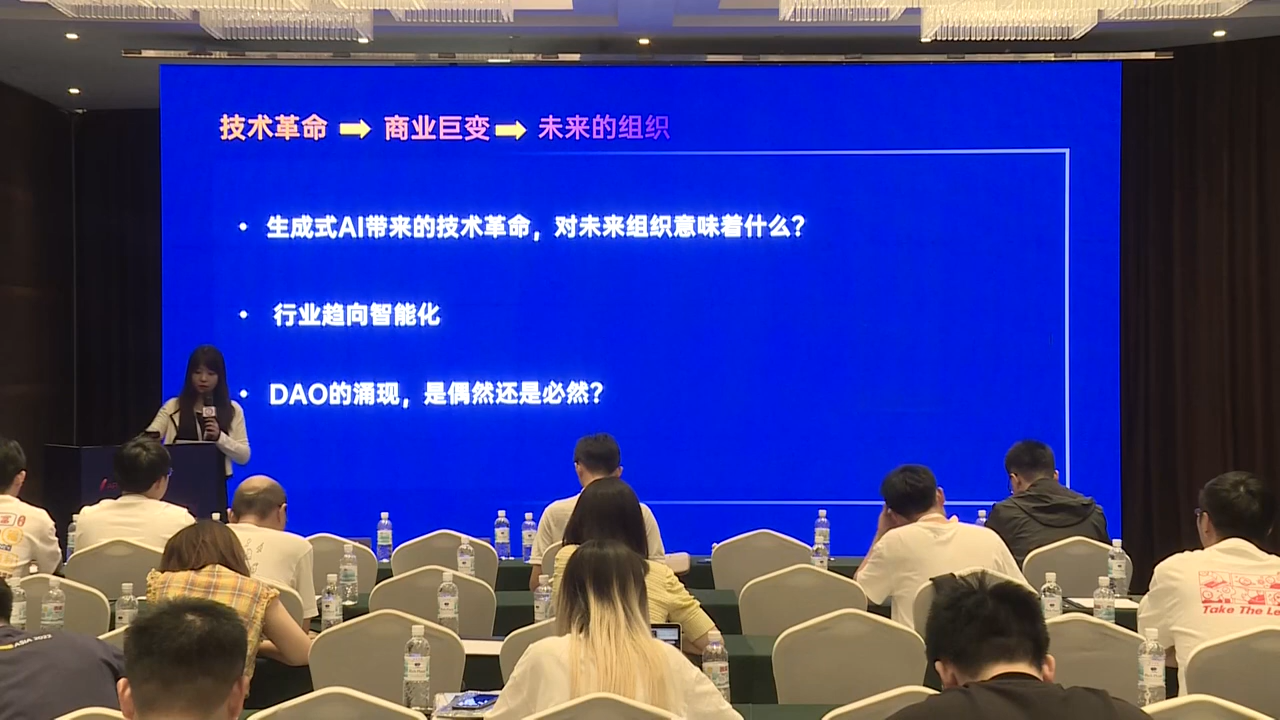 技术革命 商业巨变 未来的组织
• 生成式AI带来的技术革命，对未来组织意味着什么？
• 行业趋向智能化
• DAO的涌现，是偶然还是必然？
ASIA 2022
Take The Le